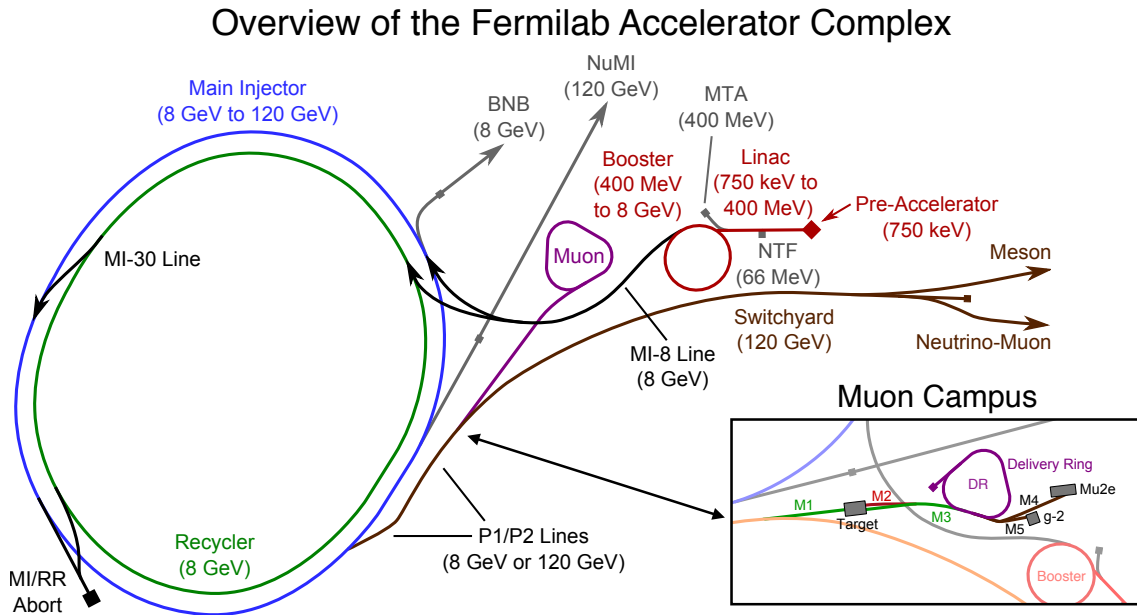 Overview of the Fermilab Accelerator Complex
Main Injector
(8 GeV to 120 GeV)
BNB
(8 GeV)
NuMI
(120 GeV)
MTA
(400 MeV)
Booster
(400 MeV
to 8 GeV)
Linac
(750 keV to
400 MeV)
Pre-Accelerator
(750 keV)
NTF
(66 MeV)
Muon
MI-30 Line
Meson
Switchyard
(120 GeV)
Neutrino-Muon
MI-8 Line
(8 GeV)
Recycler
(8 GeV)
P1/P2 Lines
(8 GeV or 120 GeV)
MI/RR
Abort
Muon Campus
Delivery Ring
DR
M1
M2
M3
M4
M5
Mu2e
g-2
Target
Booster